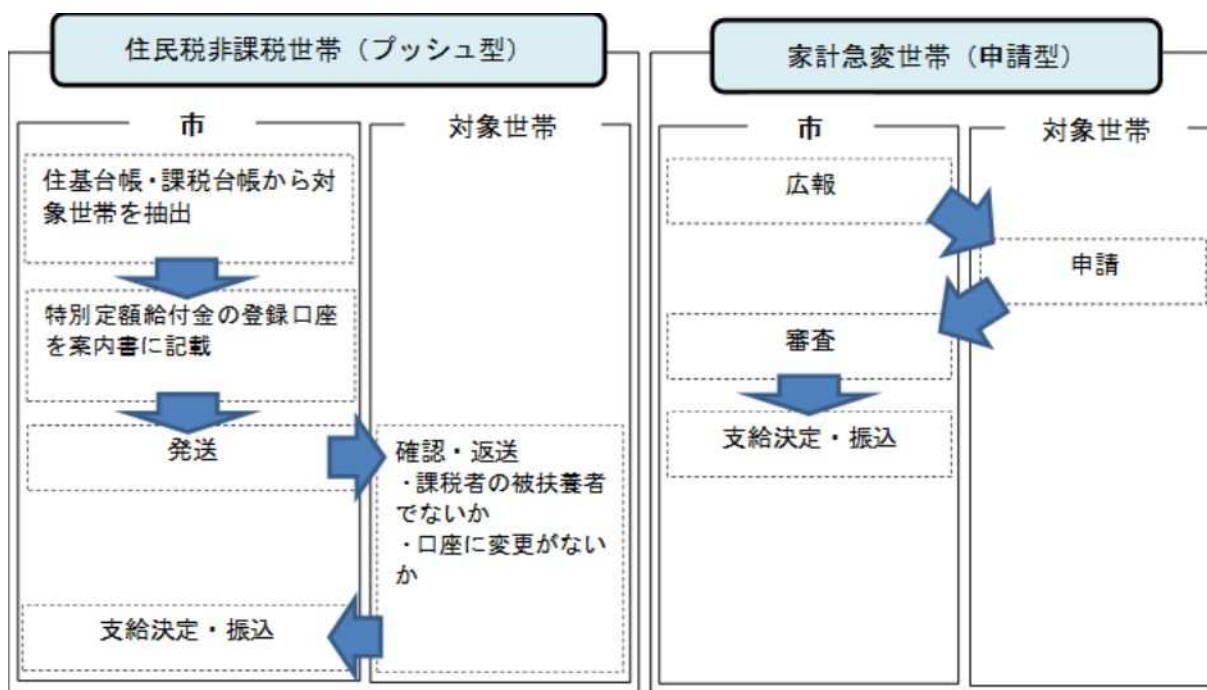 住民税非課税世帯（プッシュ型）
市
対象世帯
住基台帳・課税台帳から対
象世帯を抽出
特別定額給付金の登録口座
を案内書に記載
発送
確認・返送
・課税者の被扶養者
でないか
・口座に変更がない
か
支給決定・振込
家計急変世帯（申請型）
市
対象世帯
広報
申請
審査
支給決定・振込